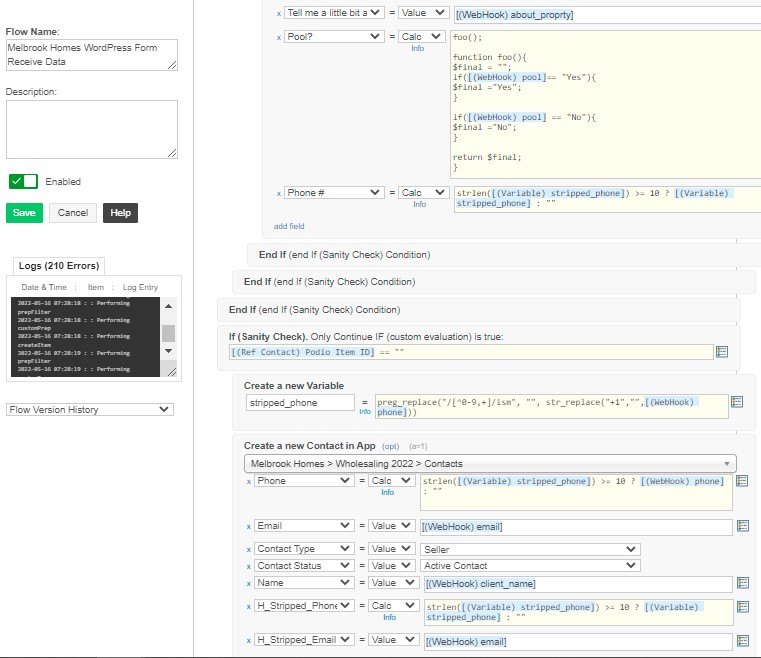 Flow Name:
Melbrook Homes WordPress Form
Receive Data
Description:
Enabled
Save Cancel Help
Logs (210 Errors)
Date & Time : Item : Log Entry
2022-05-16 07:28:18 : : Performing
prepFilter
2022-05-16 07:28:18 : : Performing
customPrep
2022-05-16 07:28:18 : : Performing
createItem
2022-05-16 07:28:19 : : Performing
prepFilter
2022-05-16 07:28:19 : : Performing
Flow Version History
x Tell me a little bit a = Value [(WebHook) about_proprty]
x Pool? = Calc
Info
foo();
function foo(){
$final = "";
if([(WebHook) pool]== "Yes"){
$final ="Yes";
}
if([(WebHook) pool] == "No"){
$final ="No";
}
return $final;
}
x Phone # = Calc strlen([(Variable) stripped_phone]) >= 10 ? [(Variable)
Info stripped_phone] : ""
add field
End If (end If (Sanity Check) Condition)
End If (end If (Sanity Check) Condition)
End If (end If (Sanity Check) Condition)
If (Sanity Check). Only Continue IF (custom evaluation) is true:
[(Ref Contact) Podio Item ID] == ""
Create a new Variable
stripped_phone = preg_replace("/[^0-9,+]/ism", "", str_replace("+1","",[(WebHook)
Info phone]))
Create a new Contact in App (opt) (a=1)
Melbrook Homes > Wholesaling 2022 > Contacts
x Phone = Calc strlen([(Variable) stripped_phone]) >= 10 ? [(WebHook) phone]
Info : ""
x Email = Value [(WebHook) email]
x Contact Type = Value Seller
x Contact Status = Value Active Contact
x Name = Value [(WebHook) client_name]
x H_Stripped_Phone = Calc strlen([(Variable) stripped_phone]) >= 10 ? [(Variable)
Info stripped_phone] : ""
x H_Stripped_Email = Value [(WebHook) email]